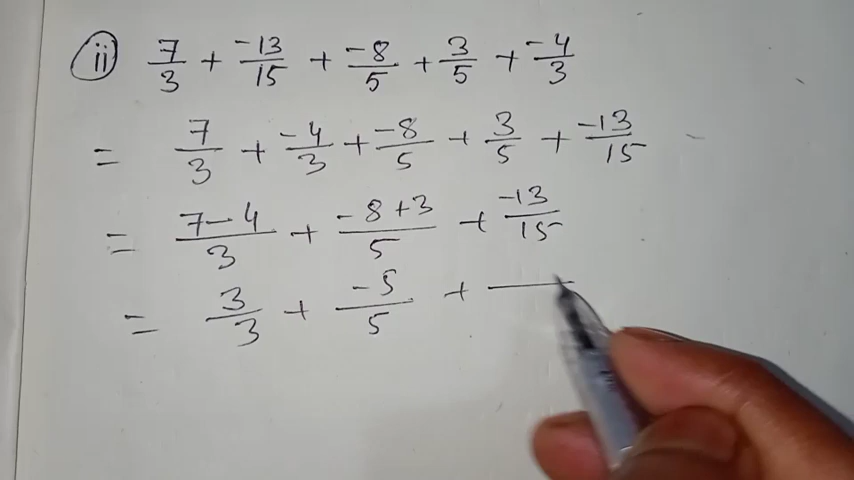 ii 7/3 + -13/15 + -8/5 + 3/5 + -4/3
= 7/3 + -4/3 + -8/5 + 3/5 + -13/15
= 7-4/3 + -8+3/5 + -13/15
= 3/3 + -5/5 +